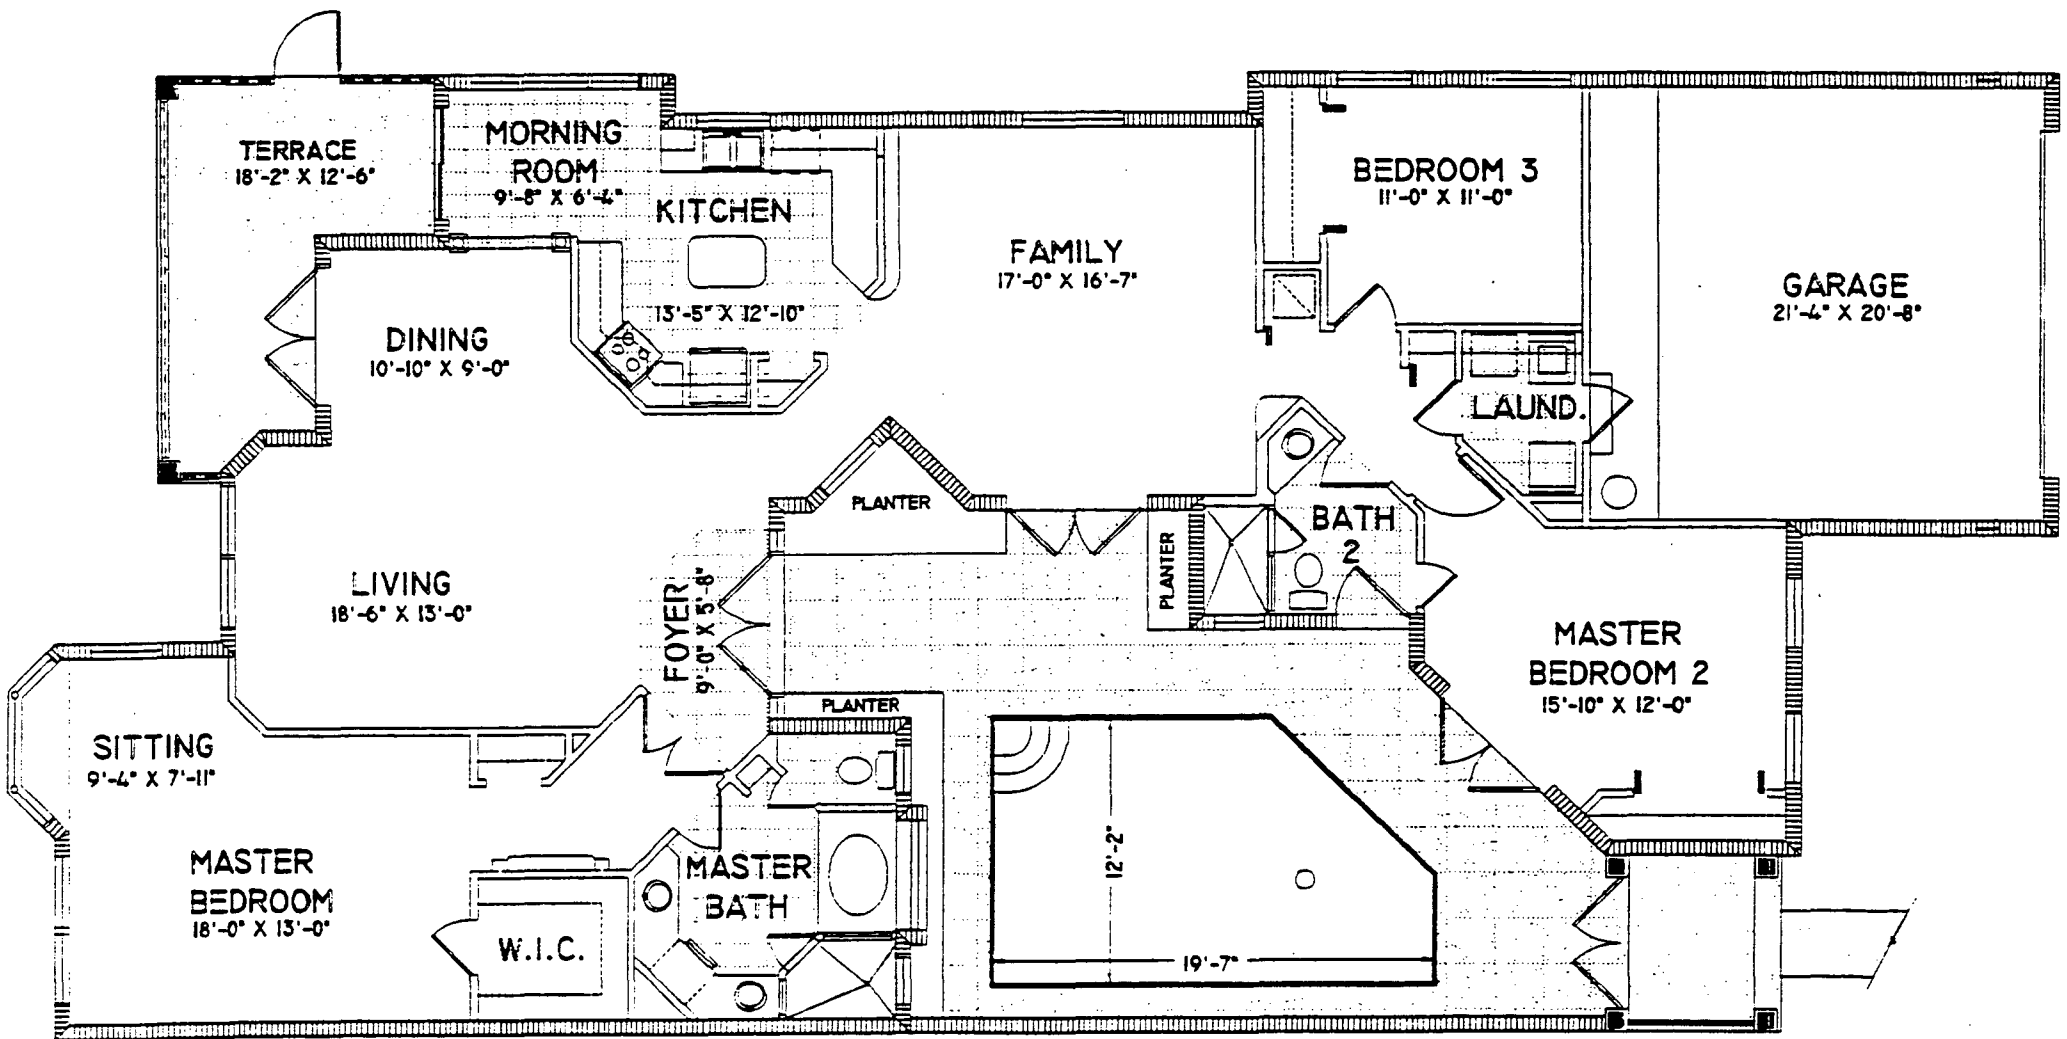 TERRACE
18'-2" X 12'-6"
MORNING
ROOM
9'-8" X 6'-4"
KITCHEN
13'-5" X 12'-10"
FAMILY
17'-0" X 16'-7"
BEDROOM 3
11'-0" X 11'-0"
GARAGE
21'-4" X 20'-8"
DINING
10'-10" X 9'-0"
LAUND.
PLANTER
BATH
2
PLANTER
LIVING
18'-6" X 13'-0"
FOYER
9'-0" X 5'-8"
MASTER
BEDROOM 2
15'-10" X 12'-0"
PLANTER
SITTING
9'-4" X 7'-11"
MASTER
BEDROOM
18'-0" X 13'-0"
W.I.C.
MASTER
BATH
12'-2"
19'-7"